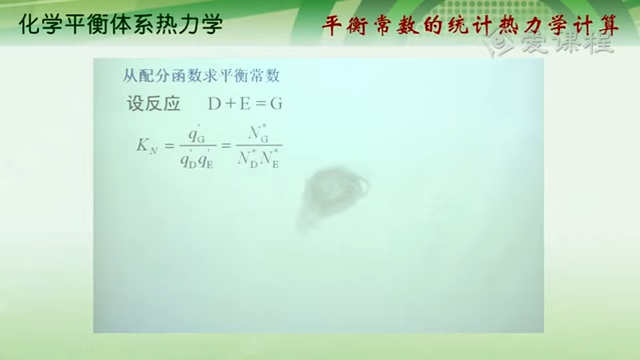 化学平衡体系热力学
平衡常数的统计热力学计算
爱课程
从配分函数求平衡常数
设反应 D + E = G
K_N = q'_G / q'_D q'_E = N*_G / N*_D N*_E